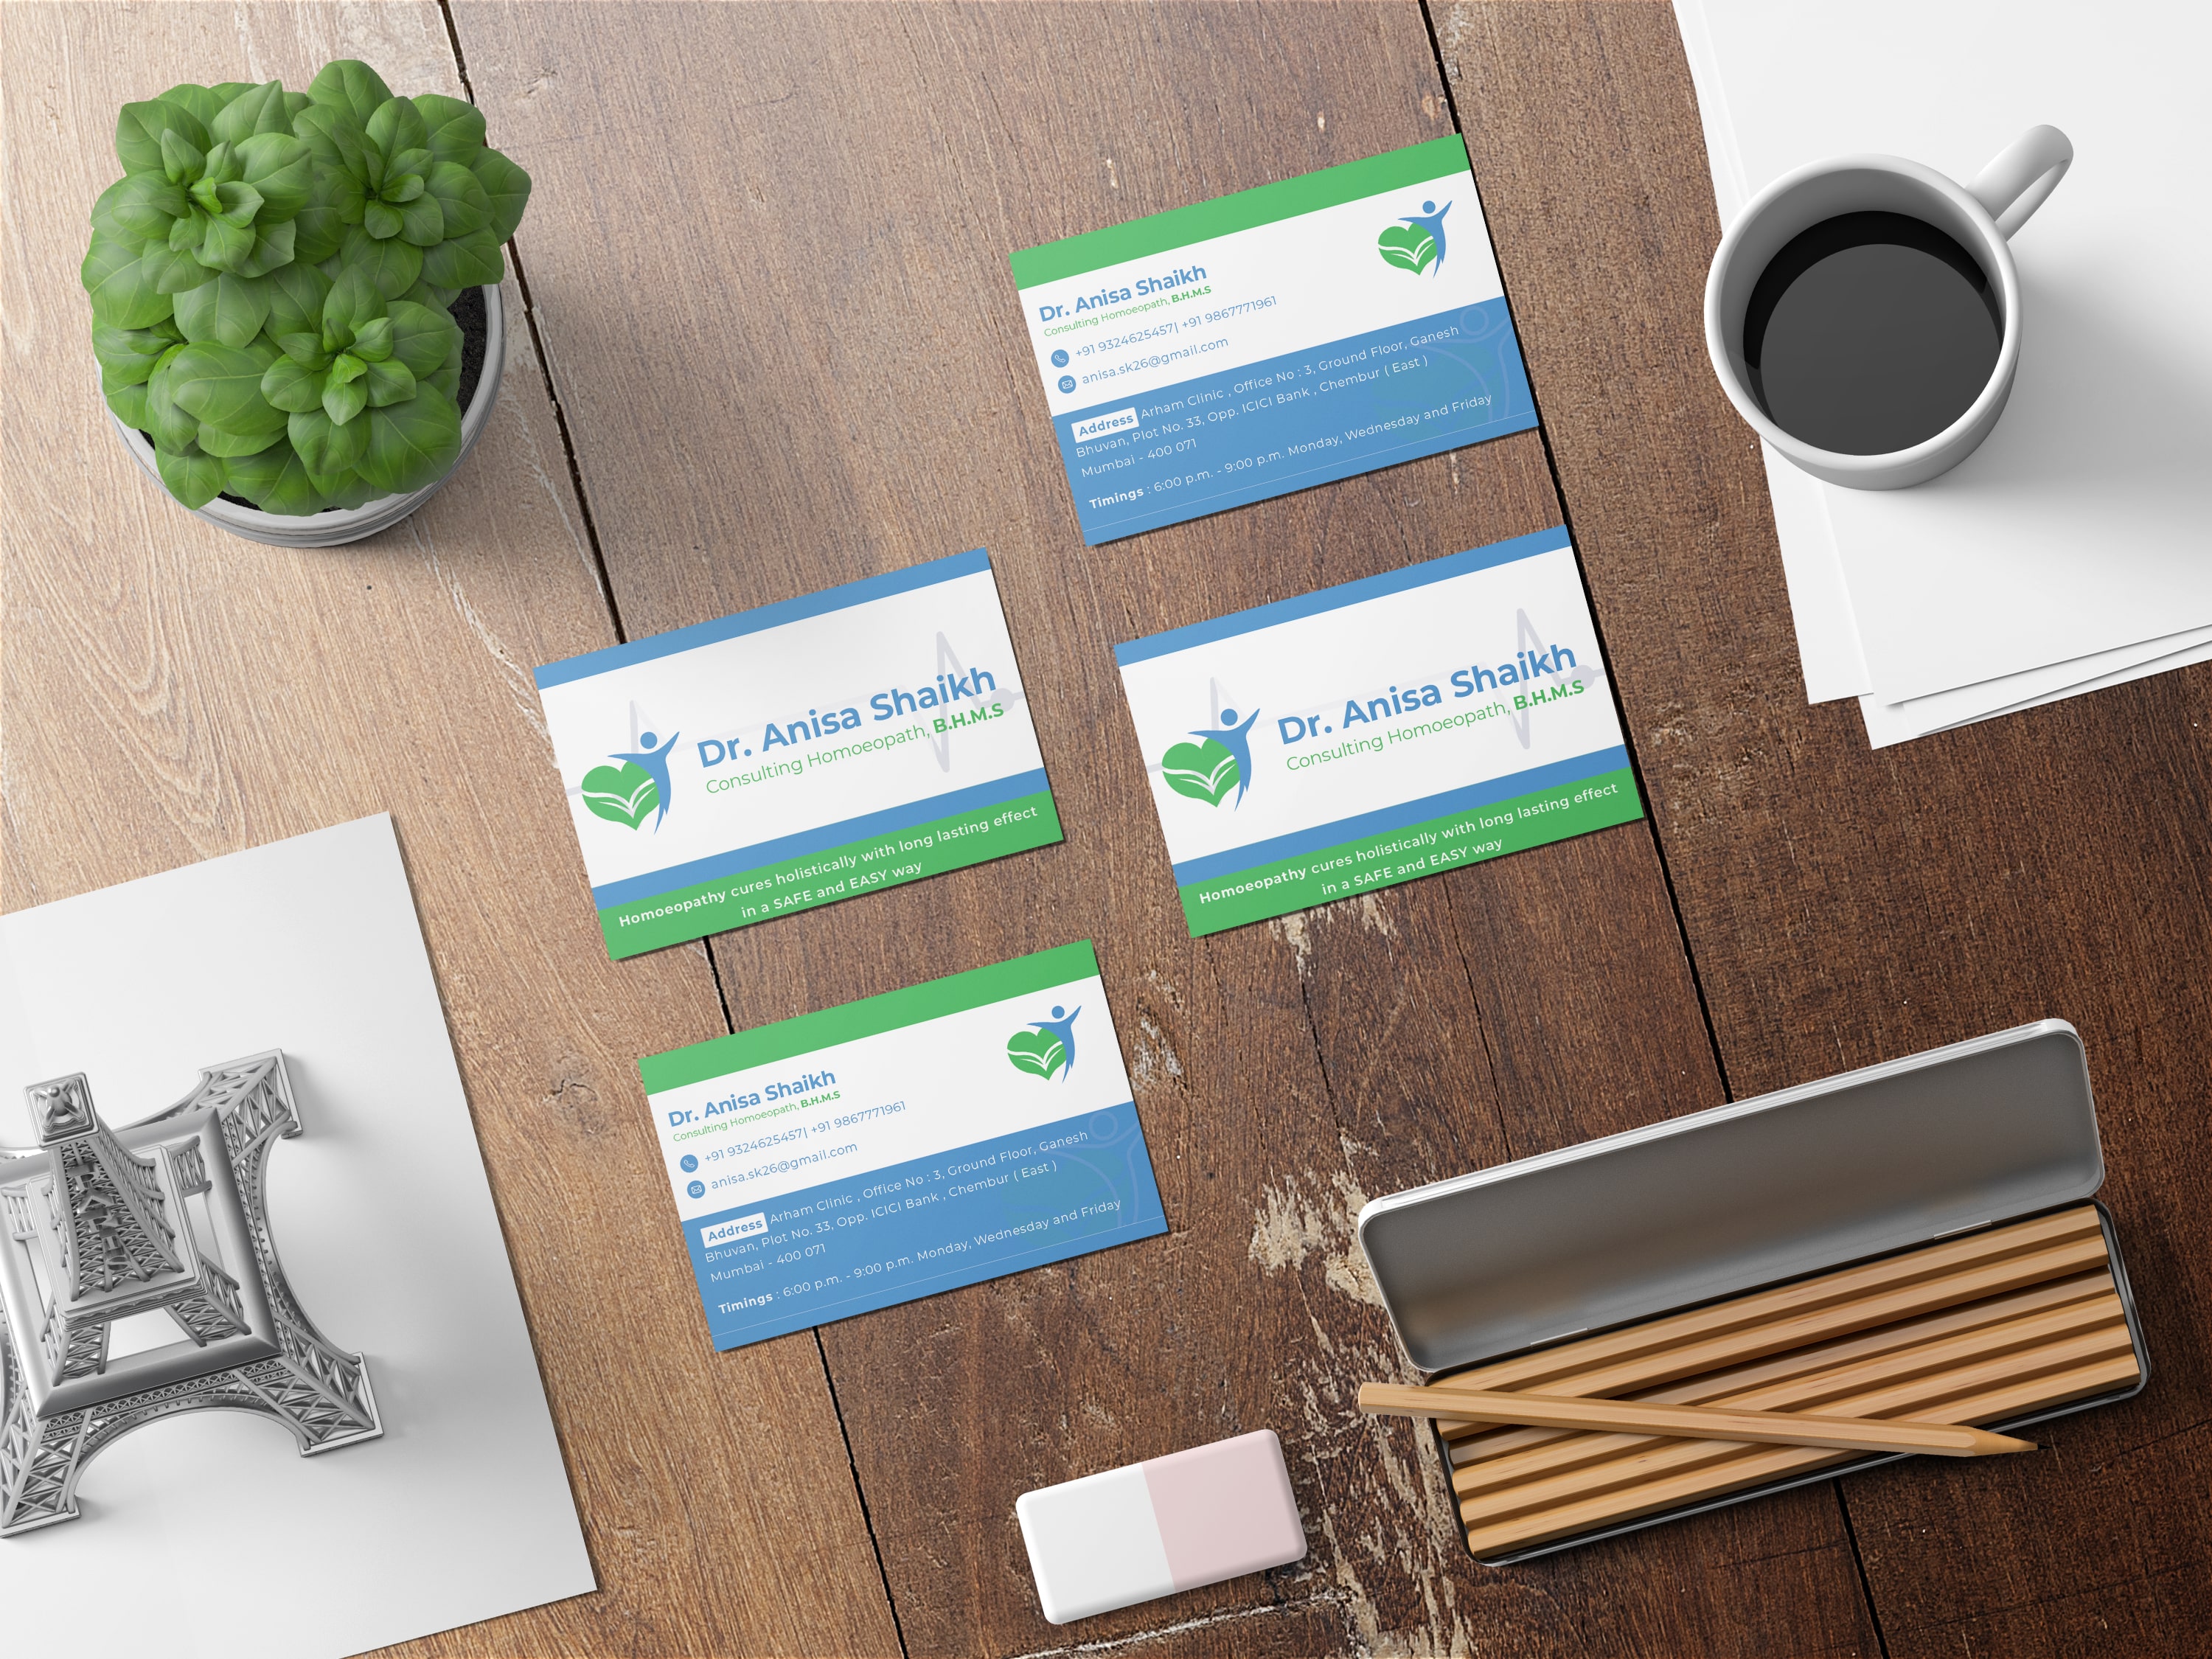 Dr. Anisa Shaikh
Consulting Homoeopath, B.H.M.S
+91 9324625457| +91 9867771961
anisa.sk26@gmail.com
Address Arham Clinic , Office No : 3, Ground Floor, Ganesh
Bhuvan, Plot No. 33, Opp. ICICI Bank , Chembur ( East )
Mumbai - 400 071
Timings : 6:00 p.m. - 9:00 p.m. Monday, Wednesday and Friday
Dr. Anisa Shaikh
Consulting Homoeopath, B.H.M.S
Homoeopathy cures holistically with long lasting effect
in a SAFE and EASY way
Dr. Anisa Shaikh
Consulting Homoeopath, B.H.M.S
Homoeopathy cures holistically with long lasting effect
in a SAFE and EASY way
Dr. Anisa Shaikh
Consulting Homoeopath, B.H.M.S
+91 9324625457| +91 9867771961
anisa.sk26@gmail.com
Address Arham Clinic , Office No : 3, Ground Floor, Ganesh
Bhuvan, Plot No. 33, Opp. ICICI Bank , Chembur ( East )
Mumbai - 400 071
Timings : 6:00 p.m. - 9:00 p.m. Monday, Wednesday and Friday